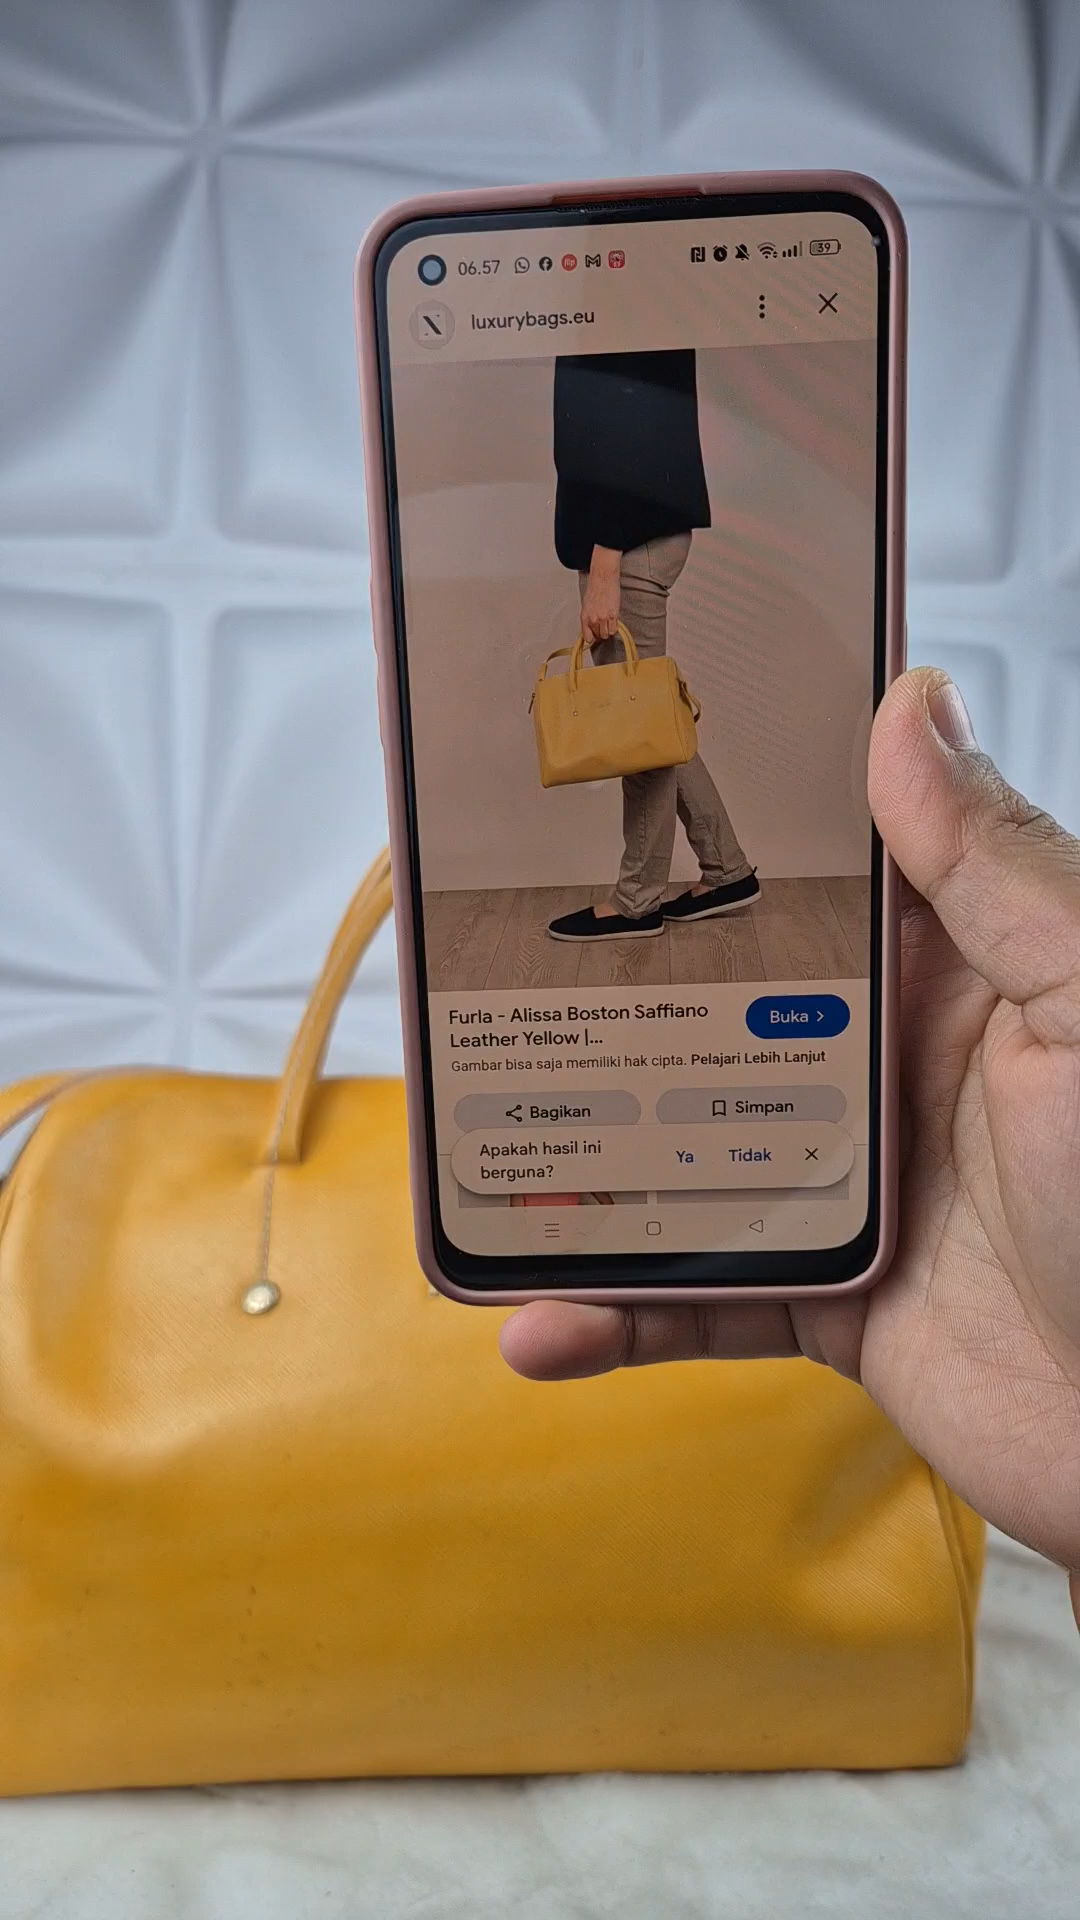 06.57
39
luxurybags.eu
Furla - Alissa Boston Saffiano
Leather Yellow |...
Buka >
Gambar bisa saja memiliki hak cipta. Pelajari Lebih Lanjut
Bagikan
Simpan
Apakah hasil ini
berguna?
Ya
Tidak